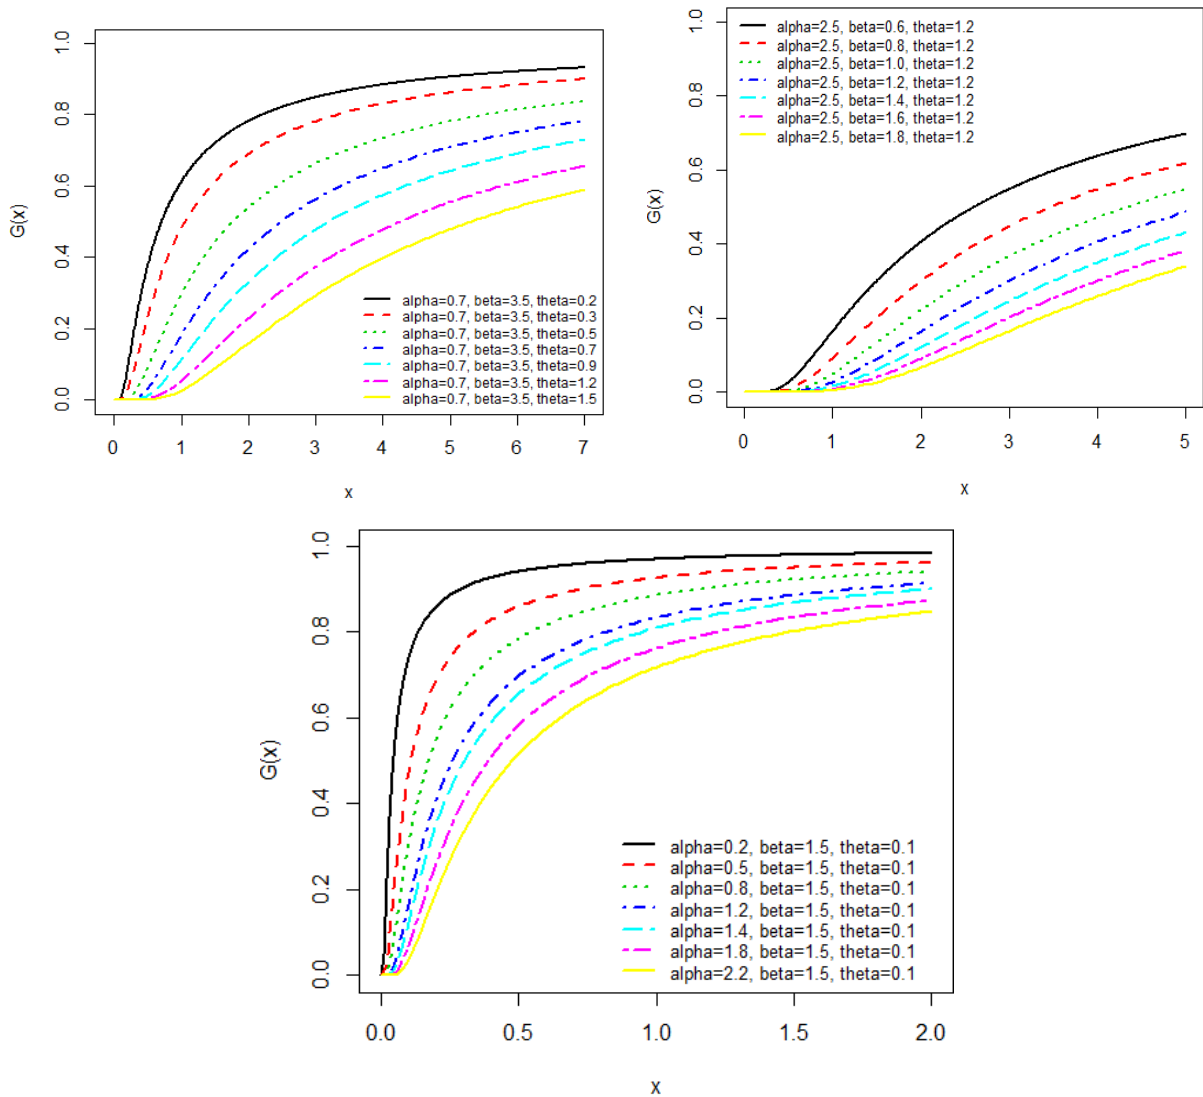 G(x)
1.0
0.8
0.6
0.4
0.2
0.0
alpha=0.7, beta=3.5, theta=0.2
alpha=0.7, beta=3.5, theta=0.3
alpha=0.7, beta=3.5, theta=0.5
alpha=0.7, beta=3.5, theta=0.7
alpha=0.7, beta=3.5, theta=0.9
alpha=0.7, beta=3.5, theta=1.2
alpha=0.7, beta=3.5, theta=1.5
0 1 2 3 4 5 6 7
x
G(x)
1.0
0.8
0.6
0.4
0.2
0.0
alpha=2.5, beta=0.6, theta=1.2
alpha=2.5, beta=0.8, theta=1.2
alpha=2.5, beta=1.0, theta=1.2
alpha=2.5, beta=1.2, theta=1.2
alpha=2.5, beta=1.4, theta=1.2
alpha=2.5, beta=1.6, theta=1.2
alpha=2.5, beta=1.8, theta=1.2
0 1 2 3 4 5
x
G(x)
1.0
0.8
0.6
0.4
0.2
0.0
alpha=0.2, beta=1.5, theta=0.1
alpha=0.5, beta=1.5, theta=0.1
alpha=0.8, beta=1.5, theta=0.1
alpha=1.2, beta=1.5, theta=0.1
alpha=1.4, beta=1.5, theta=0.1
alpha=1.8, beta=1.5, theta=0.1
alpha=2.2, beta=1.5, theta=0.1
0.0 0.5 1.0 1.5 2.0
x